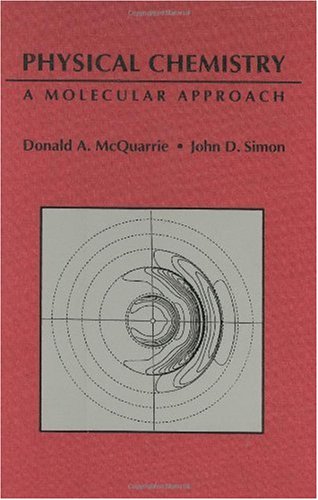 PHYSICAL CHEMISTRY
A MOLECULAR APPROACH
Donald A. McQuarrie • John D. Simon